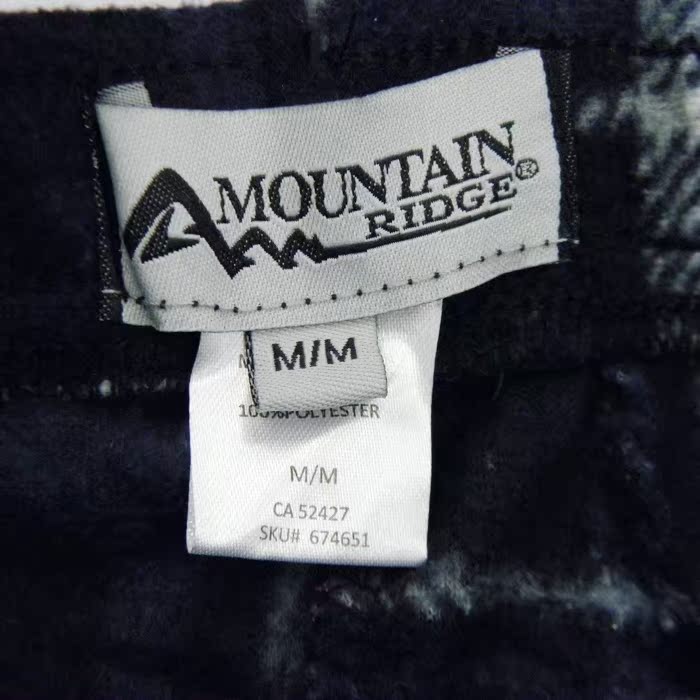 MOUNTAIN
RIDGE®
M/M
100%POLYESTER
M/M
CA 52427
SKU# 674651